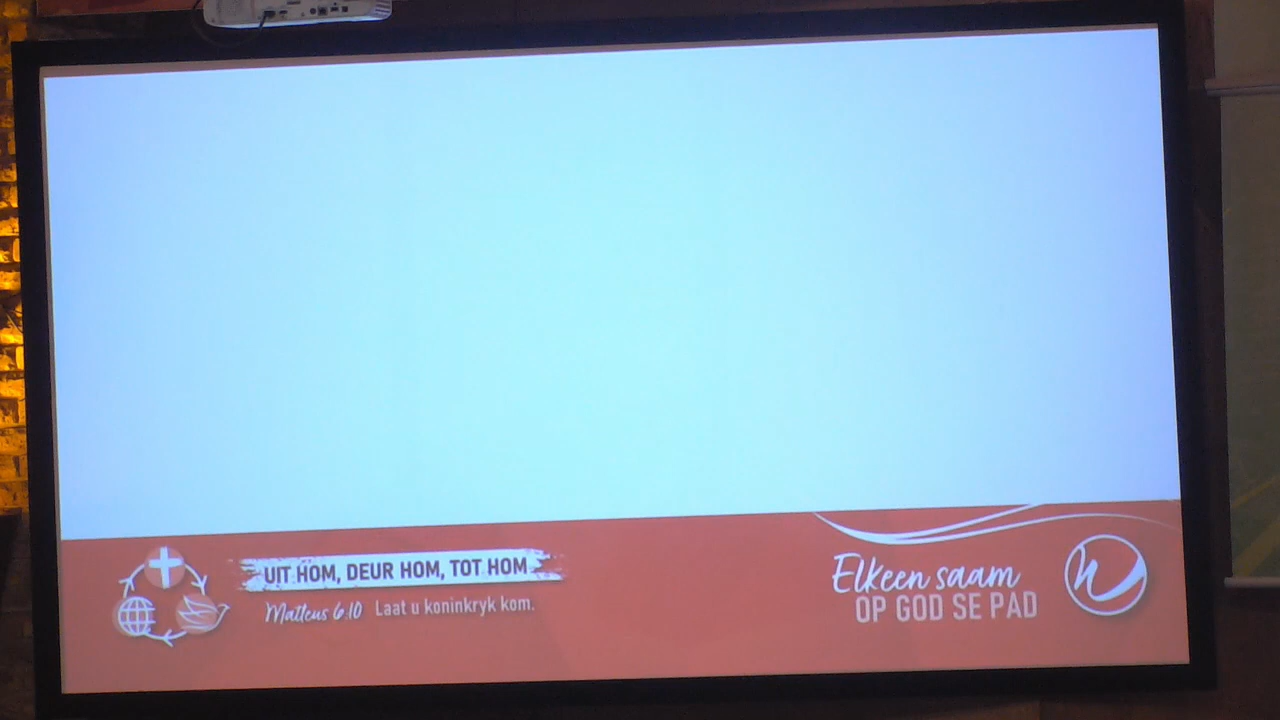 UIT HOM, DEUR HOM, TOT HOM
Matteus 6:10 Laat u koninkryk kom.
Elkeen saam
OP GOD SE PAD